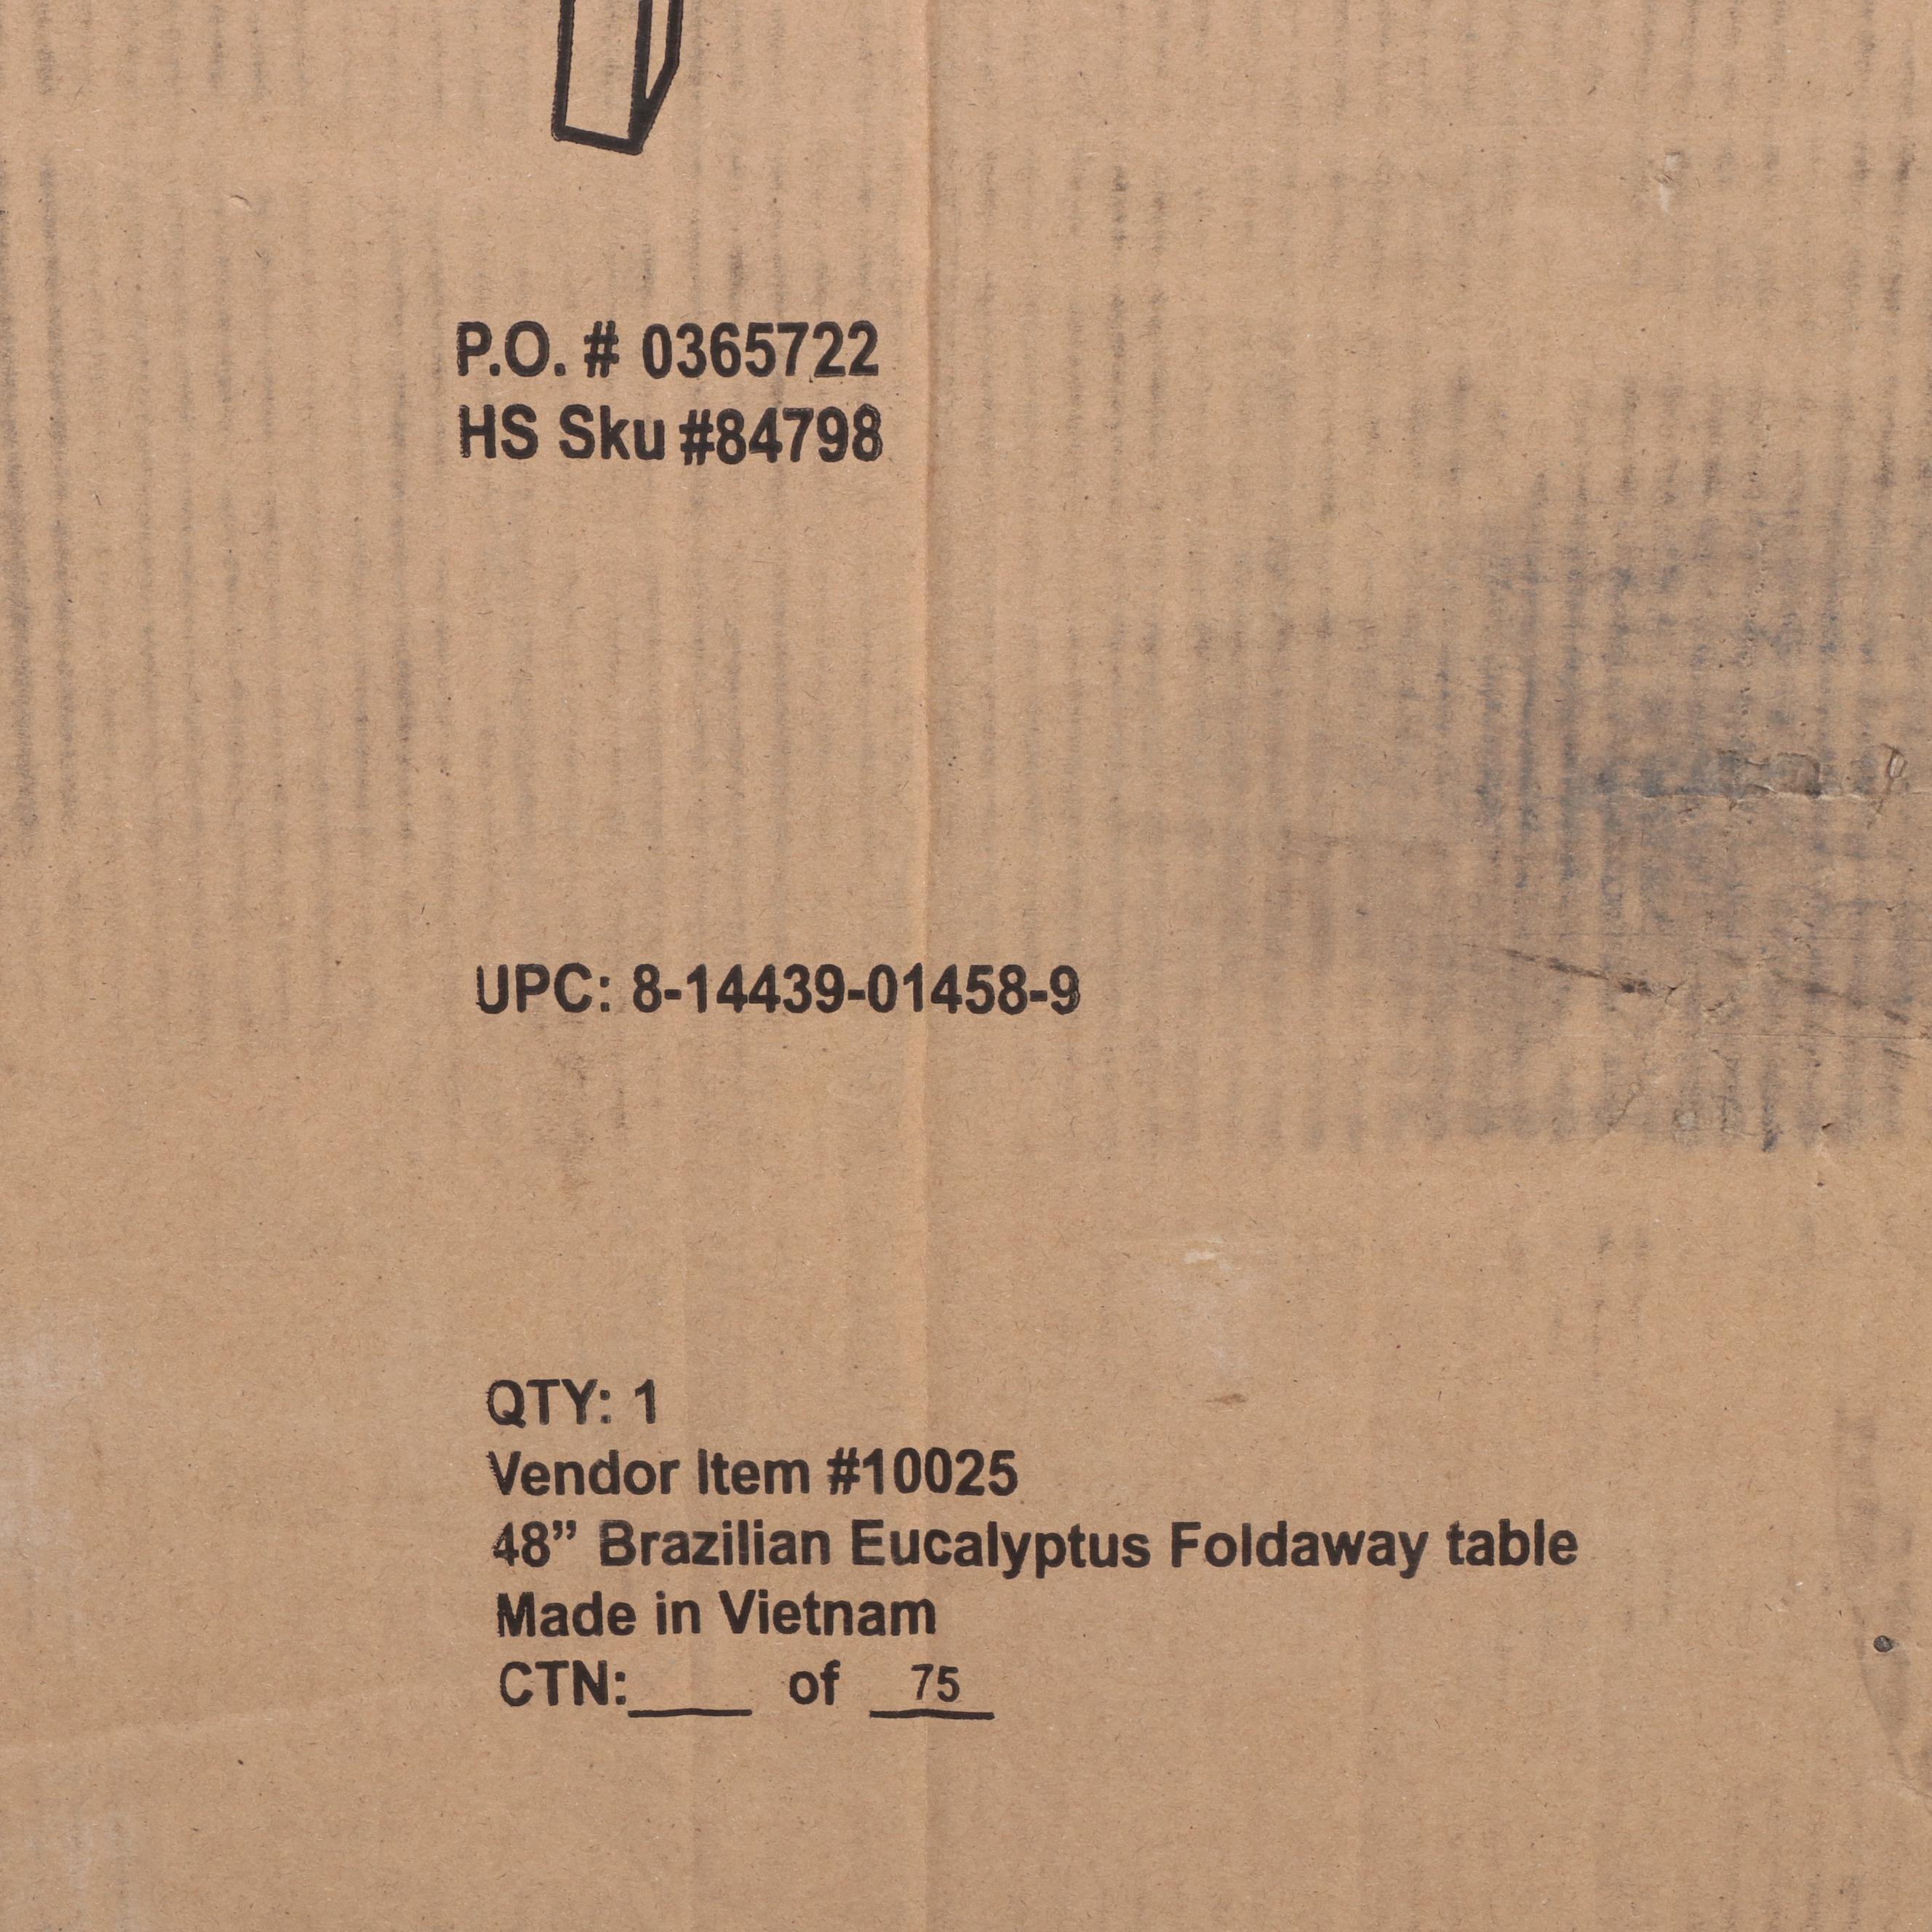 P.O. # 0365722
HS Sku #84798
UPC: 8-14439-01458-9
QTY: 1
Vendor Item #10025
48” Brazilian Eucalyptus Foldaway table
Made in Vietnam
CTN:____ of 75